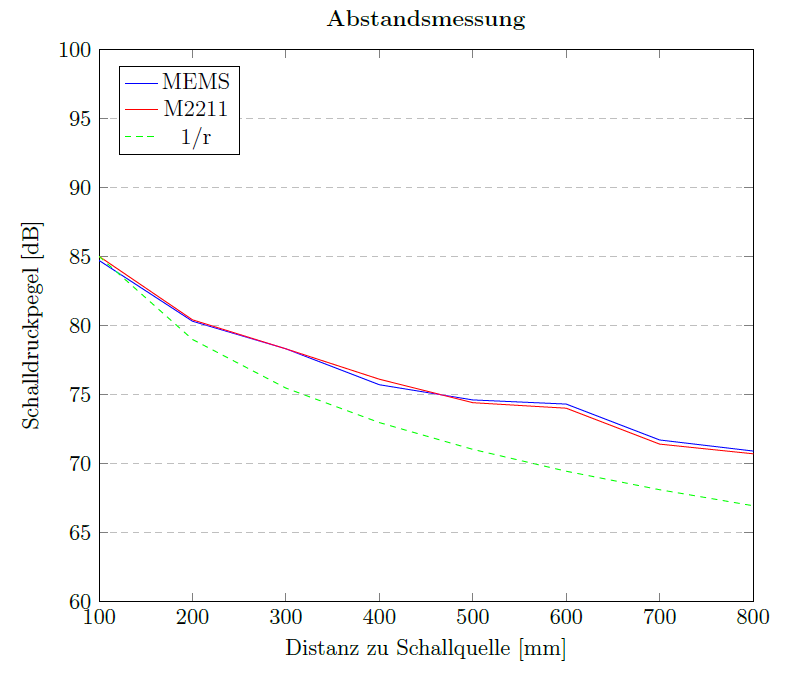 Abstandsmessung
100
95
90
85
80
75
70
65
60
Schalldruckpegel [dB]
MEMS
M2211
1/r
100 200 300 400 500 600 700 800
Distanz zu Schallquelle [mm]